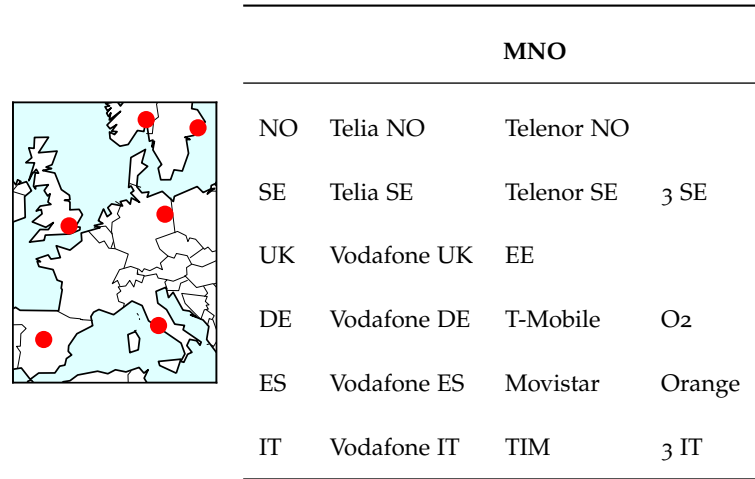 MNO
NO Telia NO Telenor NO
SE Telia SE Telenor SE 3 SE
UK Vodafone UK EE
DE Vodafone DE T-Mobile O2
ES Vodafone ES Movistar Orange
IT Vodafone IT TIM 3 IT